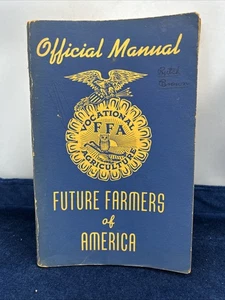 Official Manual
VOCATIONAL
FFA
AGRICULTURE
FUTURE FARMERS
of
AMERICA